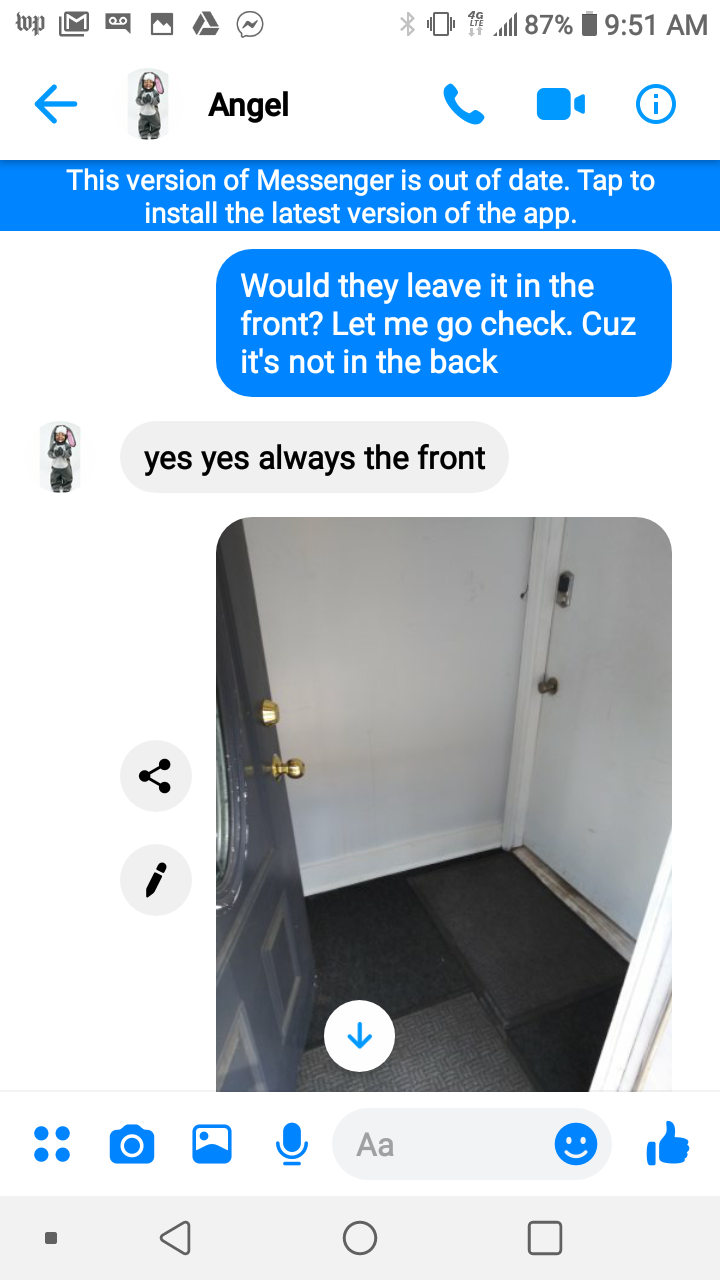 wp 4G LTE 87% 9:51 AM
Angel
This version of Messenger is out of date. Tap to
install the latest version of the app.
Would they leave it in the
front? Let me go check. Cuz
it's not in the back
yes yes always the front
Aa